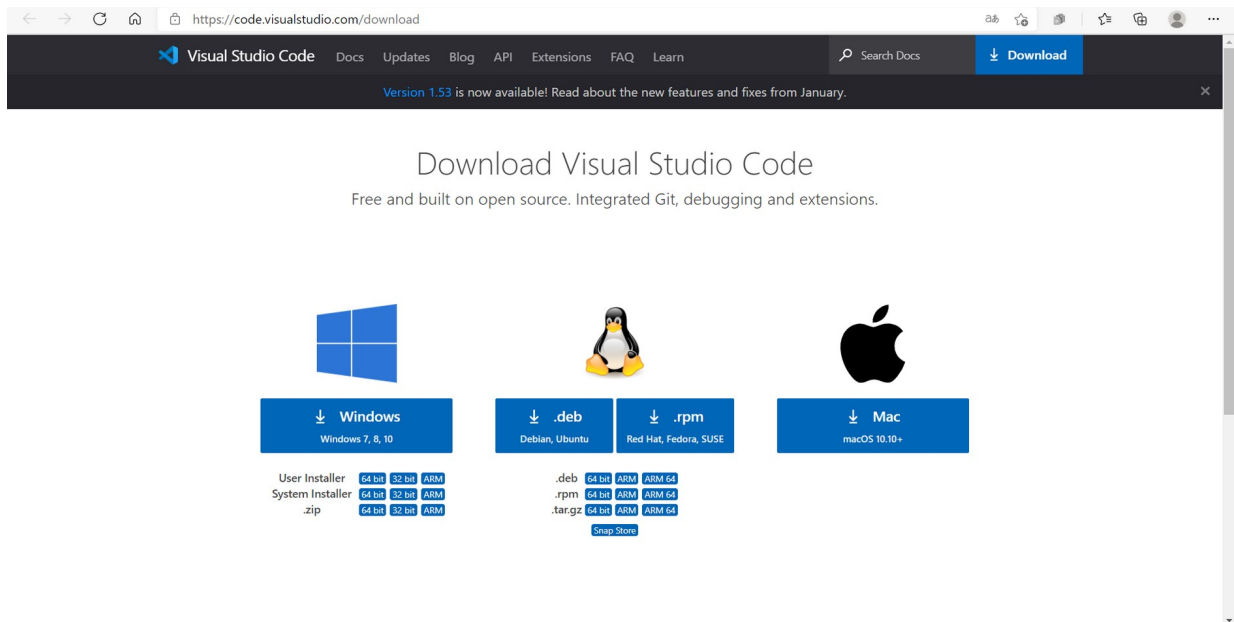 https://code.visualstudio.com/download
Visual Studio Code Docs Updates Blog API Extensions FAQ Learn Search Docs Download
Version 1.53 is now available! Read about the new features and fixes from January.
Download Visual Studio Code
Free and built on open source. Integrated Git, debugging and extensions.
Windows
Windows 7, 8, 10
User Installer 64 bit 32 bit ARM
System Installer 64 bit 32 bit ARM
.zip 64 bit 32 bit ARM
.deb
Debian, Ubuntu
.rpm
Red Hat, Fedora, SUSE
.deb 64 bit ARM ARM 64
.rpm 64 bit ARM ARM 64
.tar.gz 64 bit ARM ARM 64
Snap Store
Mac
macOS 10.10+